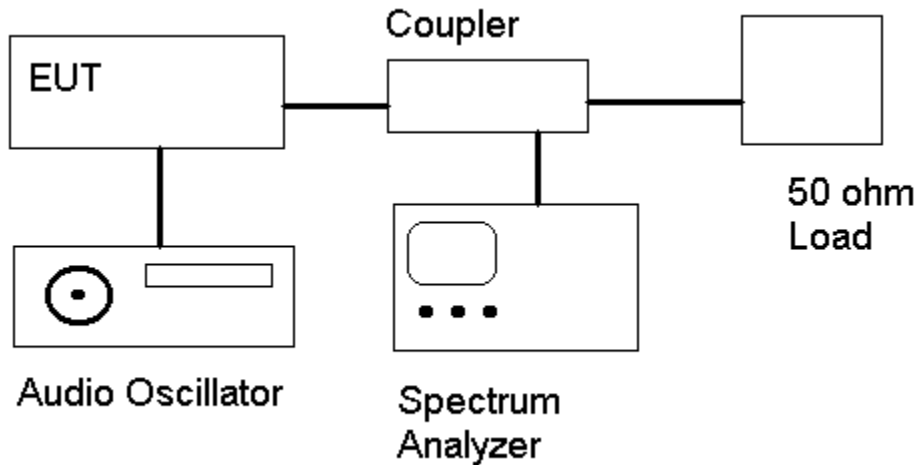 Coupler
EUT
50 ohm
Load
Audio Oscillator
Spectrum
Analyzer